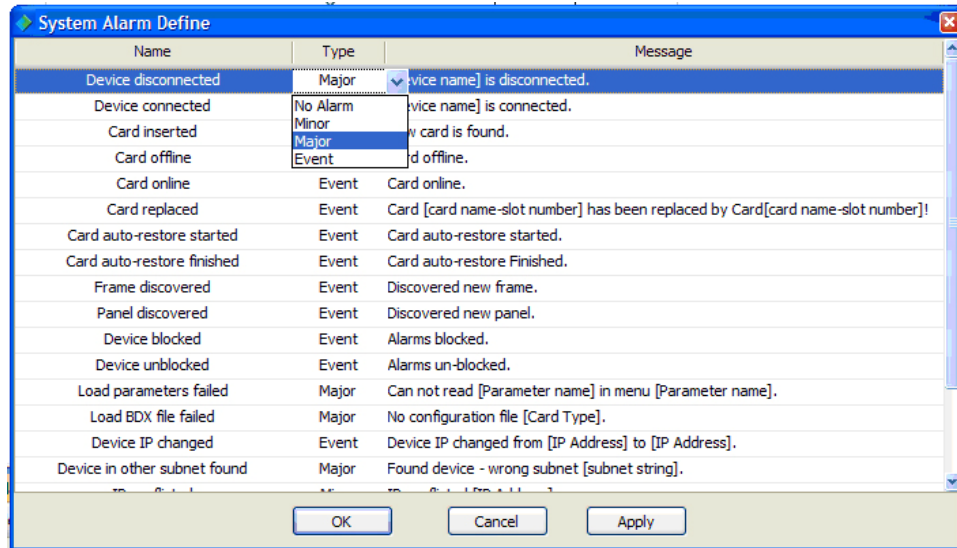 System Alarm Define
Name Type Message
Device disconnected Major vice name] is disconnected.
Device connected evice name] is connected.
Card inserted w card is found.
Card offline rd offline.
No Alarm
Minor
Major
Event
Card online Event Card online.
Card replaced Event Card [card name-slot number] has been replaced by Card[card name-slot number]!
Card auto-restore started Event Card auto-restore started.
Card auto-restore finished Event Card auto-restore Finished.
Frame discovered Event Discovered new frame.
Panel discovered Event Discovered new panel.
Device blocked Event Alarms blocked.
Device unblocked Event Alarms un-blocked.
Load parameters failed Major Can not read [Parameter name] in menu [Parameter name].
Load BDX file failed Major No configuration file [Card Type].
Device IP changed Event Device IP changed from [IP Address] to [IP Address].
Device in other subnet found Major Found device - wrong subnet [subnet string].
OK Cancel Apply